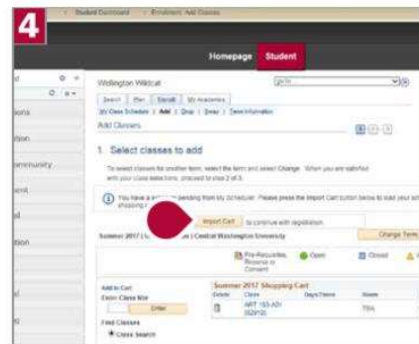 4
Student Dashboard > Enrollment: Add Classes
Homepage Student
Wellington Wildcat
go to
Search Plan Enroll My Academics
My Class Schedule | Add | Drop | Swap | Term Information
Add Classes
1. Select classes to add
To select classes for another term, select the term and select Change. When you are satisfied
with your class selections, proceed to step 2 of 3.
You have a pending from My Scheduler. Please press the Import Cart button below to load your
shopping
Import Cart to continue with registration.
Summer 2017 | Central Washington University
Change Term
Pre-Requisites, Reserve or Consent
Open
Closed
Add to Cart
Summer 2017 Shopping Cart
Enter Class Nbr
Delete Class Days/Times Room
Enter
ART 103-A01
TBA
Find Classes
Class Search